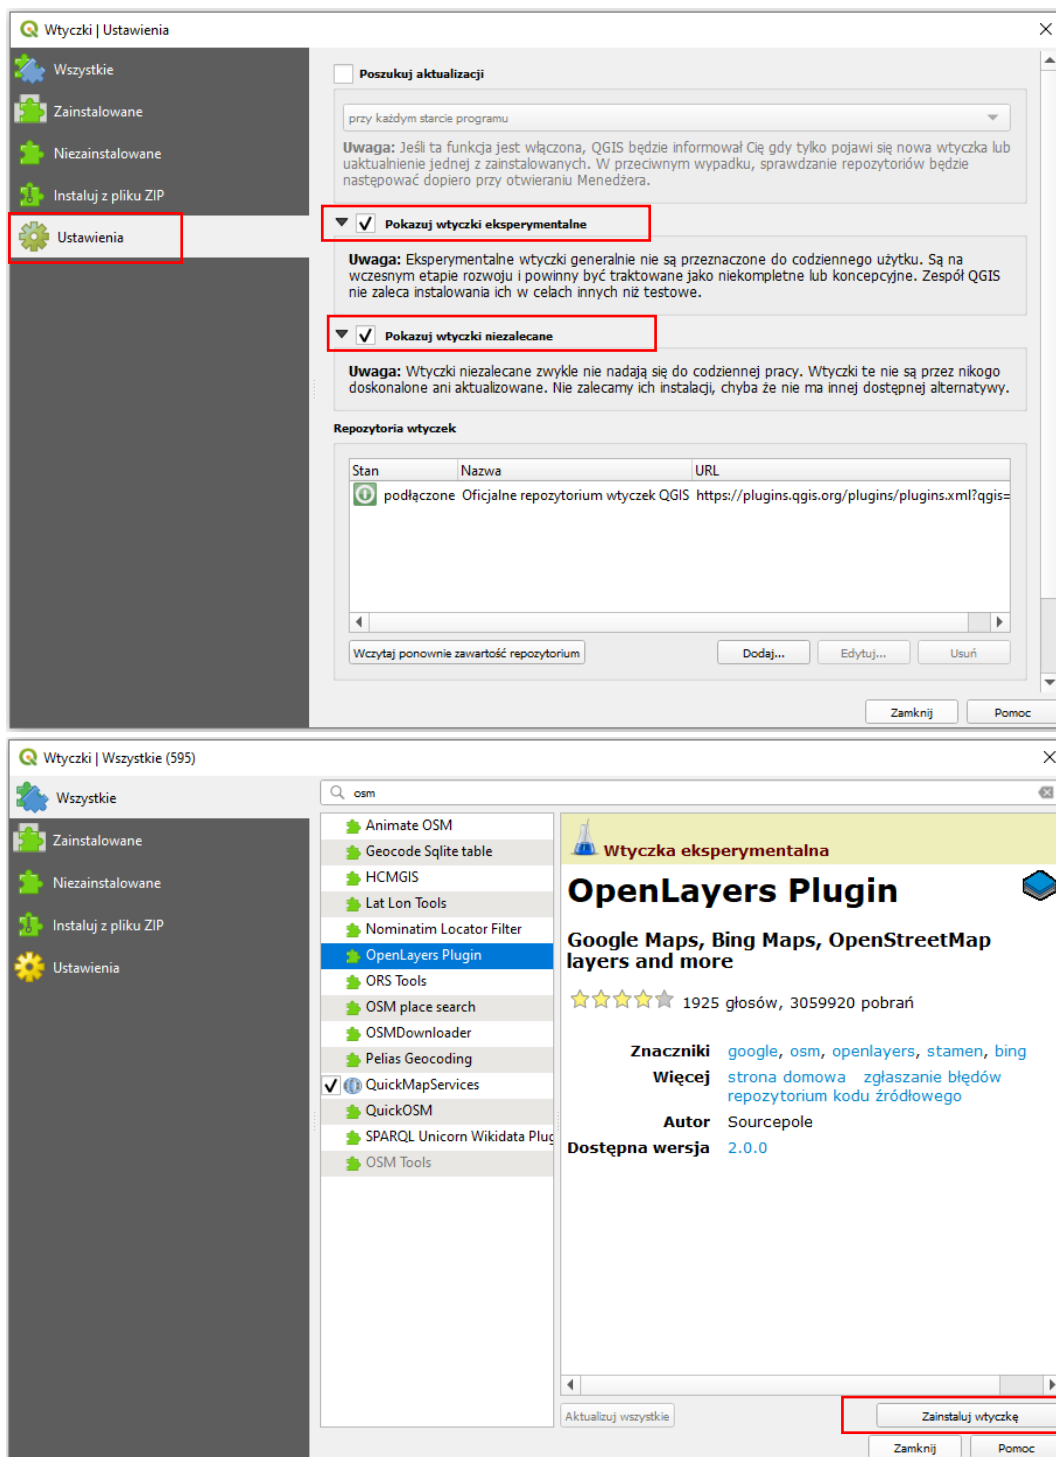 Wtyczki | Ustawienia
Wszystkie
Zainstalowane
Niezainstalowane
Instaluj z pliku ZIP
Ustawienia
Poszukuj aktualizacji
przy każdym starcie programu
Uwaga: Jeśli ta funkcja jest włączona, QGIS będzie informował Cię gdy tylko pojawi się nowa wtyczka lub
uaktualnienie jednej z zainstalowanych. W przeciwnym wypadku, sprawdzanie repozytoriów będzie
następować dopiero przy otwieraniu Menedżera.
Pokazuj wtyczki eksperymentalne
Uwaga: Eksperymentalne wtyczki generalnie nie są przeznaczone do codziennego użytku. Są na
wczesnym etapie rozwoju i powinny być traktowane jako niekompletne lub koncepcyjne. Zespół QGIS
nie zaleca instalowania ich w celach innych niż testowe.
Pokazuj wtyczki niezalecane
Uwaga: Wtyczki niezalecane zwykle nie nadają się do codziennej pracy. Wtyczki te nie są przez nikogo
doskonalone ani aktualizowane. Nie zalecamy ich instalacji, chyba że nie ma innej dostępnej alternatywy.
Repozytoria wtyczek
Stan Nazwa URL
podłączone Oficjalne repozytorium wtyczek QGIS https://plugins.qgis.org/plugins/plugins.xml?qgis=
Wczytaj ponownie zawartość repozytorium Dodaj... Edytuj... Usuń
Zamknij Pomoc
Wtyczki | Wszystkie (595)
Wszystkie
Zainstalowane
Niezainstalowane
Instaluj z pliku ZIP
Ustawienia
osm
Animate OSM
Geocode Sqlite table
HCMGIS
Lat Lon Tools
Nominatim Locator Filter
OpenLayers Plugin
ORS Tools
OSM place search
OSMDownloader
Pelias Geocoding
QuickMapServices
QuickOSM
SPARQL Unicorn Wikidata Plug
OSM Tools
Wtyczka eksperymentalna
OpenLayers Plugin
Google Maps, Bing Maps, OpenStreetMap
layers and more
1925 głosów, 3059920 pobrań
Znaczniki google, osm, openlayers, stamen, bing
Więcej strona domowa zgłaszanie błędów
repozytorium kodu źródłowego
Autor Sourcepole
Dostępna wersja 2.0.0
Aktualizuj wszystkie Zainstaluj wtyczkę
Zamknij Pomoc